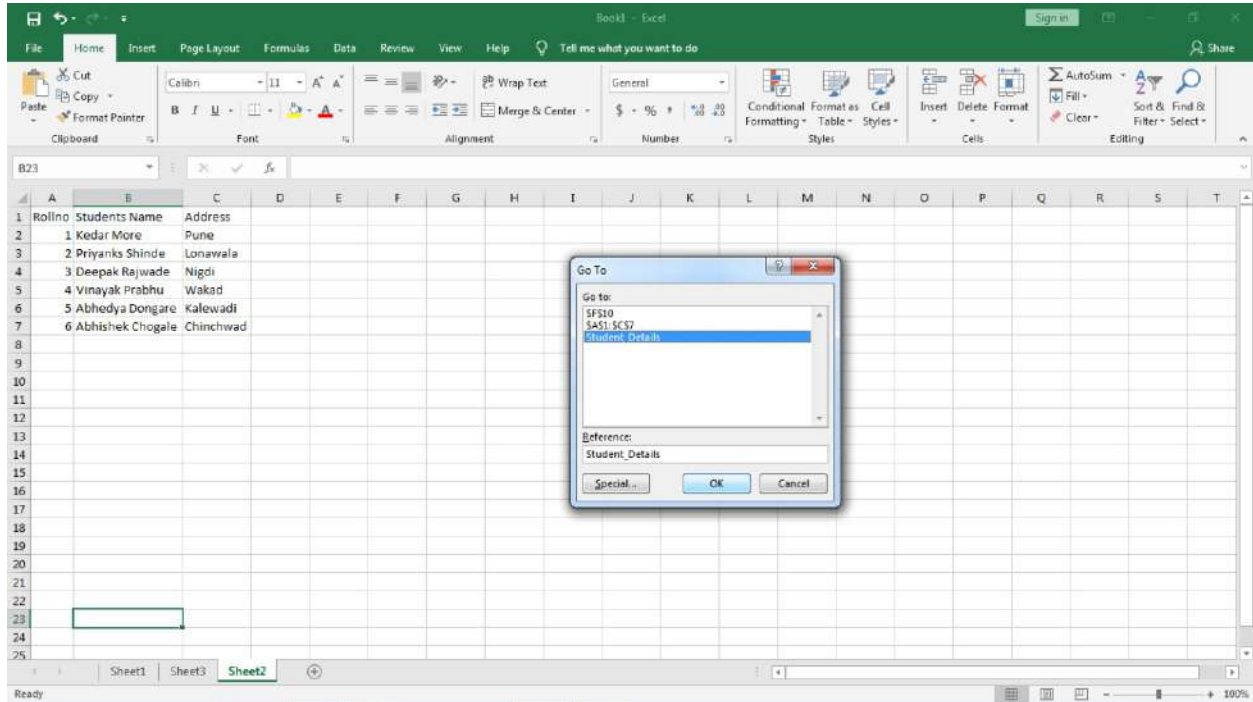 Book1 - Excel
Sign in
File Home Insert Page Layout Formulas Data Review View Help Tell me what you want to do Share
Paste Cut
Copy
Format Painter
Clipboard
Calibri 11 A A
B I U A
Font
Wrap Text
Merge & Center
Alignment
General
$ % ,
Number
Conditional Formatting
Format as Table
Cell Styles
Styles
Insert Delete Format
Cells
AutoSum
Fill
Clear
Sort & Filter
Find & Select
Editing
B23 fx
A B C D E F G H I J K L M N O P Q R S T
1 Rollno Students Name Address
2 1 Kedar More Pune
3 2 Priyanks Shinde Lonawala
4 3 Deepak Rajwade Nigdi
5 4 Vinayak Prabhu Wakad
6 5 Abhedya Dongare Kalewadi
7 6 Abhishek Chogale Chinchwad
8
9
10
11
12
13
14
15
16
17
18
19
20
21
22
23
24
25
Go To
Go to:
$F$10
$A$1:$C$7
Student_Details
Reference:
Student_Details
Special... OK Cancel
Sheet1 Sheet3 Sheet2
Ready 100%